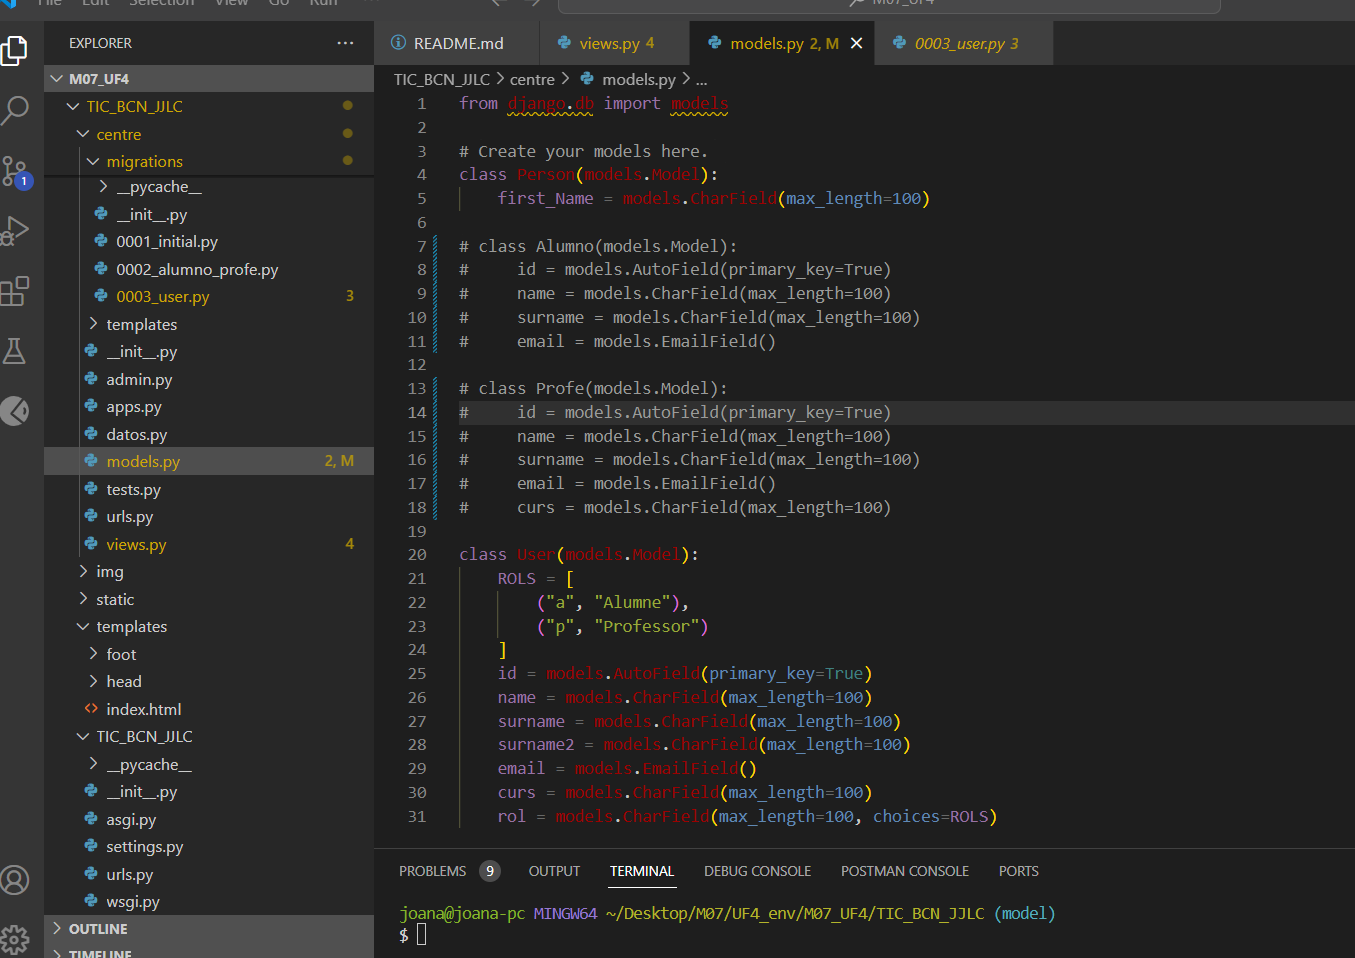 File Edit Selection View Go Run
M07_UF4
EXPLORER ···
M07_UF4
TIC_BCN_JJLC
centre
migrations
__pycache__
__init__.py
0001_initial.py
0002_alumno_profe.py
0003_user.py 3
templates
__init__.py
admin.py
apps.py
datos.py
models.py 2, M
tests.py
urls.py
views.py 4
img
static
templates
foot
head
<> index.html
TIC_BCN_JJLC
__pycache__
__init__.py
asgi.py
settings.py
urls.py
wsgi.py
OUTLINE
TIMELINE
1
README.md views.py 4 models.py 2, M 0003_user.py 3
TIC_BCN_JJLC > centre > models.py > ...
1 from django.db import models
2
3 # Create your models here.
4 class Person(models.Model):
5 first_Name = models.CharField(max_length=100)
6
7 # class Alumno(models.Model):
8 # id = models.AutoField(primary_key=True)
9 # name = models.CharField(max_length=100)
10 # surname = models.CharField(max_length=100)
11 # email = models.EmailField()
12
13 # class Profe(models.Model):
14 # id = models.AutoField(primary_key=True)
15 # name = models.CharField(max_length=100)
16 # surname = models.CharField(max_length=100)
17 # email = models.EmailField()
18 # curs = models.CharField(max_length=100)
19
20 class User(models.Model):
21 ROLS = [
22 ("a", "Alumne"),
23 ("p", "Professor")
24 ]
25 id = models.AutoField(primary_key=True)
26 name = models.CharField(max_length=100)
27 surname = models.CharField(max_length=100)
28 surname2 = models.CharField(max_length=100)
29 email = models.EmailField()
30 curs = models.CharField(max_length=100)
31 rol = models.CharField(max_length=100, choices=ROLS)
PROBLEMS 9 OUTPUT TERMINAL DEBUG CONSOLE POSTMAN CONSOLE PORTS
joana@joana-pc MINGW64 ~/Desktop/M07/UF4_env/M07_UF4/TIC_BCN_JJLC (model)
$